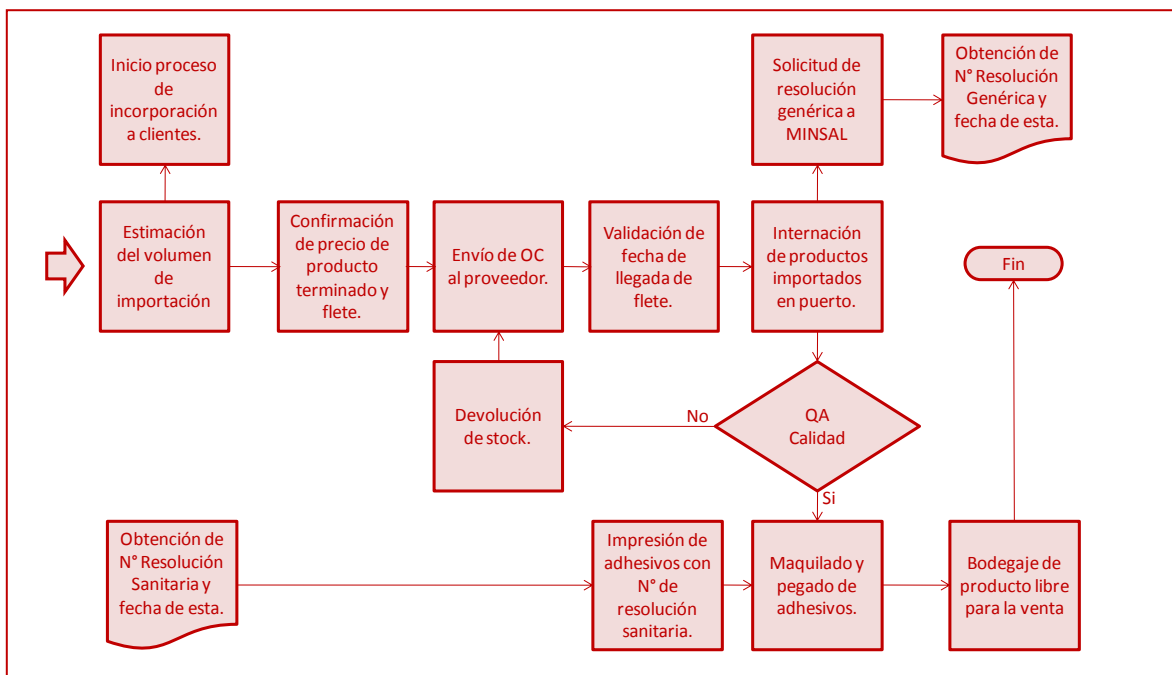 Inicio proceso
de
incorporación
a clientes.
Solicitud de
resolución
genérica a
MINSAL
Obtención de
N° Resolución
Genérica y
fecha de esta.
Estimación
del volumen
de
importación
Confirmación
de precio de
producto
terminado y
flete.
Envío de OC
al proveedor.
Validación de
fecha de
llegada de
flete.
Internación
de productos
importados
en puerto.
Fin
Devolución
de stock.
No
QA
Calidad
Si
Obtención de
N° Resolución
Sanitaria y
fecha de esta.
Impresión de
adhesivos con
N° de
resolución
sanitaria.
Maquilado y
pegado de
adhesivos.
Bodegaje de
producto libre
para la venta